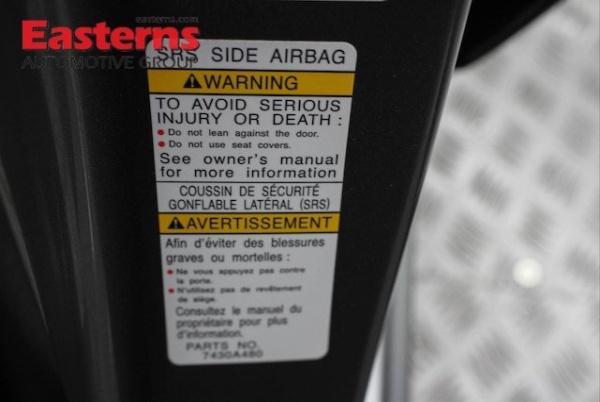 easterns.com
Easterns
AUTOMOTIVE GROUP
SRS SIDE AIRBAG
WARNING
TO AVOID SERIOUS
INJURY OR DEATH :
• Do not lean against the door.
• Do not use seat covers.
See owner's manual
for more information
COUSSIN DE SÉCURITÉ
GONFLABLE LATÉRAL (SRS)
AVERTISSEMENT
Afin d'éviter des blessures
graves ou mortelles :
• Ne vous appuyez pas contre
la porte.
• N'utilisez pas de revêtement
de siège.
Consultez le manuel du
propriétaire pour plus
d'information.
PARTS NO.
7430A480